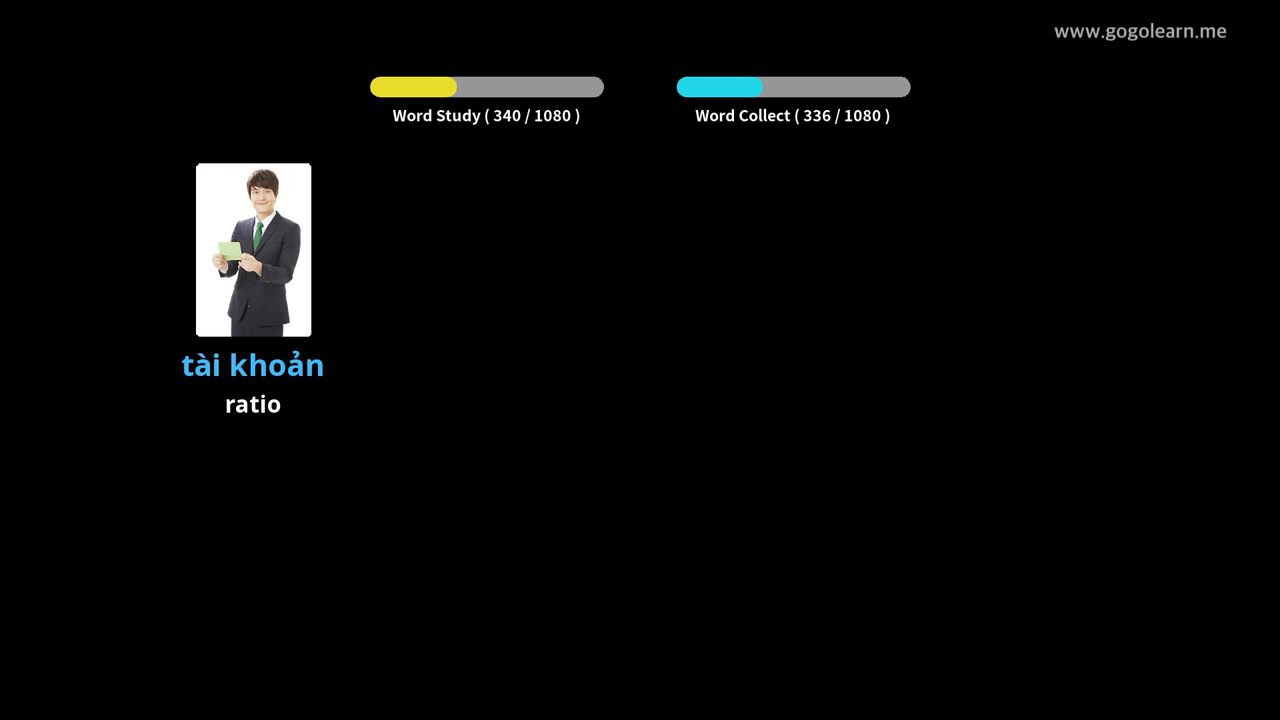 www.gogolearn.me
Word Study ( 340 / 1080 )
Word Collect ( 336 / 1080 )
tài khoản
ratio